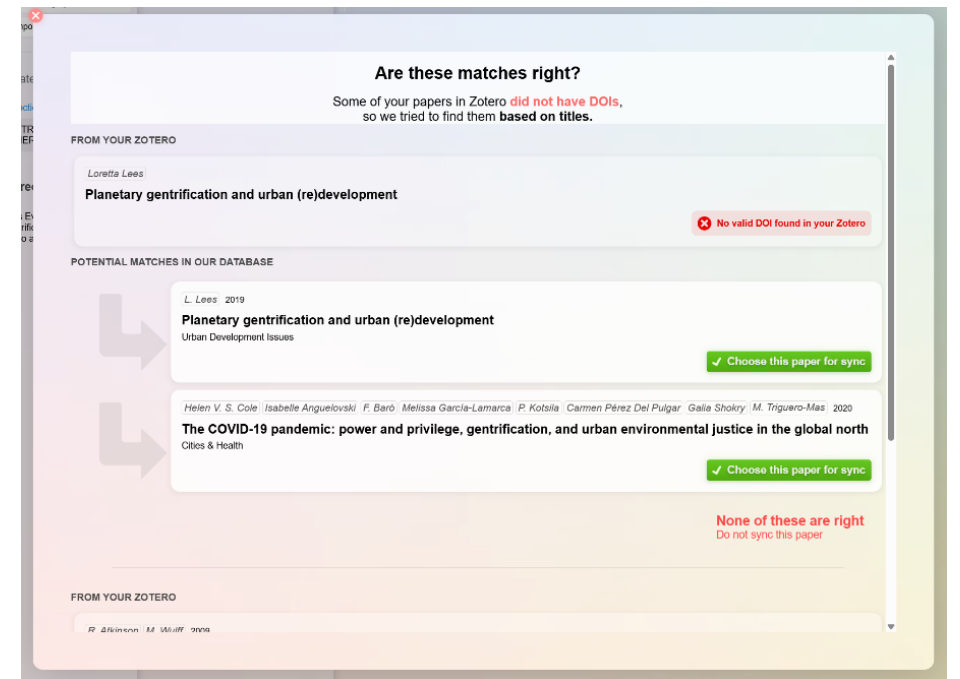 Are these matches right?
Some of your papers in Zotero did not have DOIs,
so we tried to find them based on titles.
FROM YOUR ZOTERO
Loretta Lees
Planetary gentrification and urban (re)development
No valid DOI found in your Zotero
POTENTIAL MATCHES IN OUR DATABASE
L. Lees 2019
Planetary gentrification and urban (re)development
Urban Development Issues
Choose this paper for sync
Helen V. S. Cole Isabelle Anguelovski F. Baró Melissa García-Lamarca P. Kotsila Carmen Pérez Del Pulgar Galia Shokry M. Triguero-Mas 2020
The COVID-19 pandemic: power and privilege, gentrification, and urban environmental justice in the global north
Cities & Health
Choose this paper for sync
None of these are right
Do not sync this paper
FROM YOUR ZOTERO
R. Atkinson M. Wulff 2009